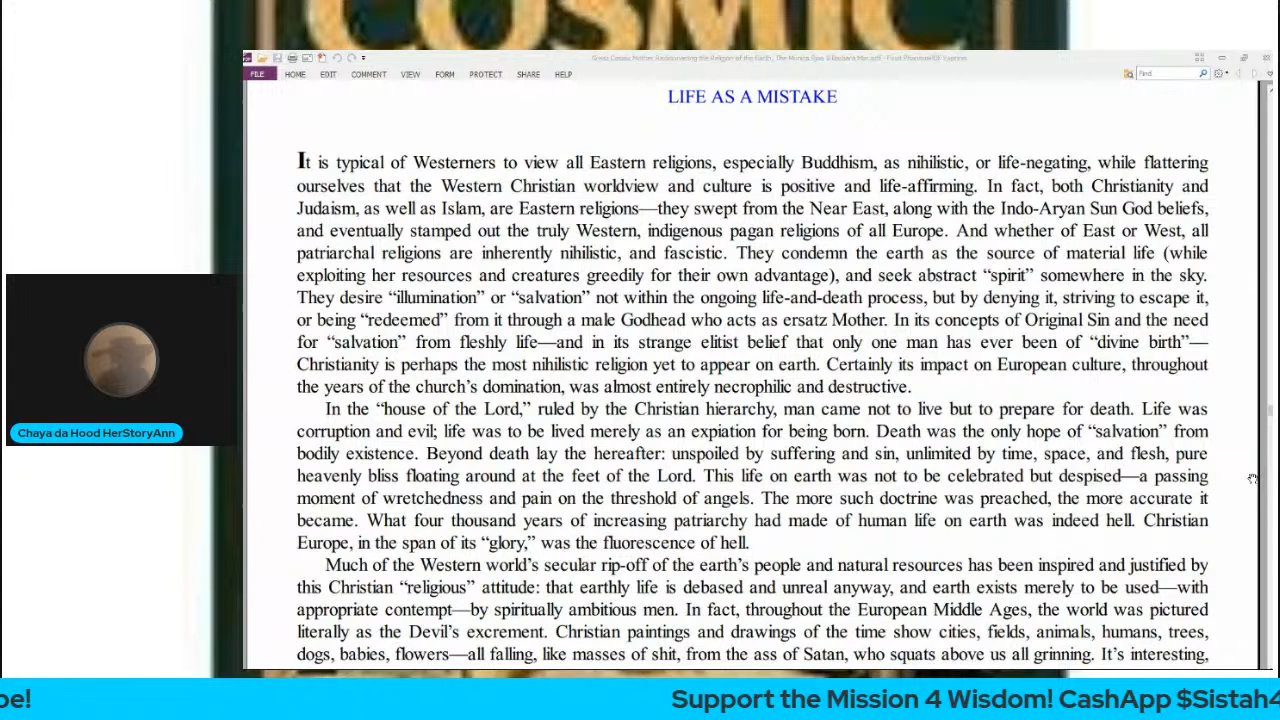 COSMIC
FILE HOME EDIT COMMENT VIEW FORM PROTECT SHARE HELP
Find
LIFE AS A MISTAKE
It is typical of Westerners to view all Eastern religions, especially Buddhism, as nihilistic, or life-negating, while flattering
ourselves that the Western Christian worldview and culture is positive and life-affirming. In fact, both Christianity and
Judaism, as well as Islam, are Eastern religions—they swept from the Near East, along with the Indo-Aryan Sun God beliefs,
and eventually stamped out the truly Western, indigenous pagan religions of all Europe. And whether of East or West, all
patriarchal religions are inherently nihilistic, and fascistic. They condemn the earth as the source of material life (while
exploiting her resources and creatures greedily for their own advantage), and seek abstract “spirit” somewhere in the sky.
They desire “illumination” or “salvation” not within the ongoing life-and-death process, but by denying it, striving to escape it,
or being “redeemed” from it through a male Godhead who acts as ersatz Mother. In its concepts of Original Sin and the need
for “salvation” from fleshly life—and in its strange elitist belief that only one man has ever been of “divine birth”—
Christianity is perhaps the most nihilistic religion yet to appear on earth. Certainly its impact on European culture, throughout
the years of the church’s domination, was almost entirely necrophilic and destructive.
In the “house of the Lord,” ruled by the Christian hierarchy, man came not to live but to prepare for death. Life was
corruption and evil; life was to be lived merely as an expiation for being born. Death was the only hope of “salvation” from
bodily existence. Beyond death lay the hereafter: unspoiled by suffering and sin, unlimited by time, space, and flesh, pure
heavenly bliss floating around at the feet of the Lord. This life on earth was not to be celebrated but despised—a passing
moment of wretchedness and pain on the threshold of angels. The more such doctrine was preached, the more accurate it
became. What four thousand years of increasing patriarchy had made of human life on earth was indeed hell. Christian
Europe, in the span of its “glory,” was the fluorescence of hell.
Much of the Western world’s secular rip-off of the earth’s people and natural resources has been inspired and justified by
this Christian “religious” attitude: that earthly life is debased and unreal anyway, and earth exists merely to be used—with
appropriate contempt—by spiritually ambitious men. In fact, throughout the European Middle Ages, the world was pictured
literally as the Devil’s excrement. Christian paintings and drawings of the time show cities, fields, animals, humans, trees,
dogs, babies, flowers—all falling, like masses of shit, from the ass of Satan, who squats above us all grinning. It’s interesting,
Chaya da Hood HerStoryAnn
be! Support the Mission 4 Wisdom! CashApp $Sistah4